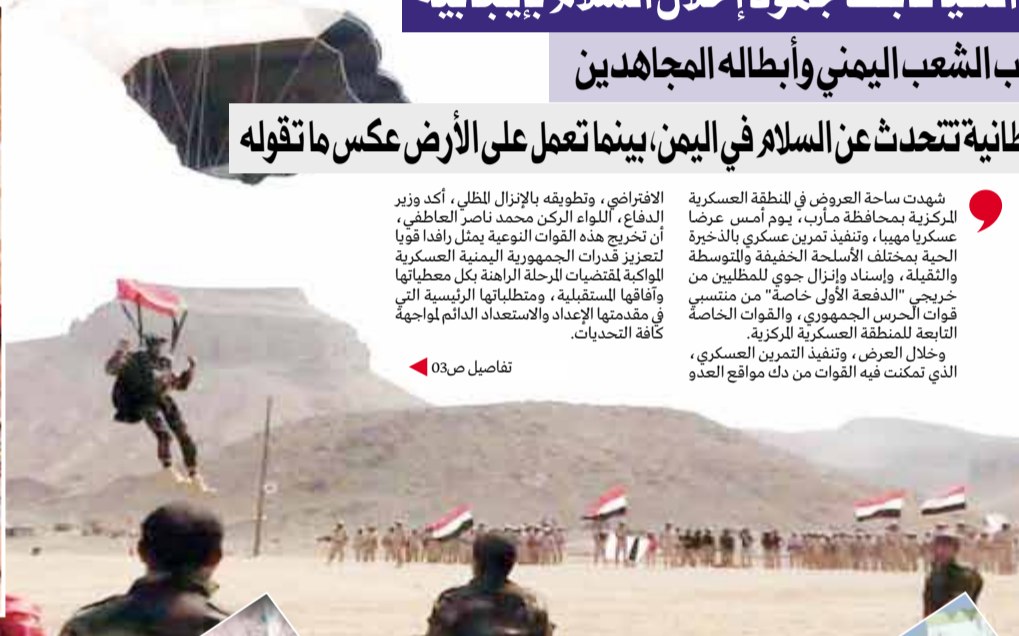 ب الشعب اليمني وأبطاله المجاهدين
تتحدث عن السلام في اليمن، بينما تعمل على الأرض عكس ما تقوله
شهدت ساحة العروض في المنطقة العسكرية
المركزية بمحافظة مأرب، يوم أمس عرضا
عسكريا مهيبا، وتنفيذ تمرين عسكري بالذخيرة
الحية بمختلف الأسلحة الخفيفة والمتوسطة
والثقيلة، وإسناد وإنزال جوي للمظليين من
خريجي "الدفعة الأولى خاصة" من منتسبي
قوات الحرس الجمهوري، والقوات الخاصة
التابعة للمنطقة العسكرية المركزية.
وخلال العرض، وتنفيذ التمرين العسكري،
الذي تمكنت فيه القوات من دك مواقع العدو
الافتراضي، وتطويقه بالإنزال المظلي، أكد وزير
الدفاع، اللواء الركن محمد ناصر العاطفي،
أن تخريج هذه القوات النوعية يمثل رافدا قويا
لتعزيز قدرات الجمهورية اليمنية العسكرية
المواكبة لمقتضيات المرحلة الراهنة بكل معطياتها
وآفاقها المستقبلية، ومتطلباتها الرئيسية التي
في مقدمتها الإعداد والاستعداد الدائم لمواجهة
كافة التحديات.
تفاصيل ص03